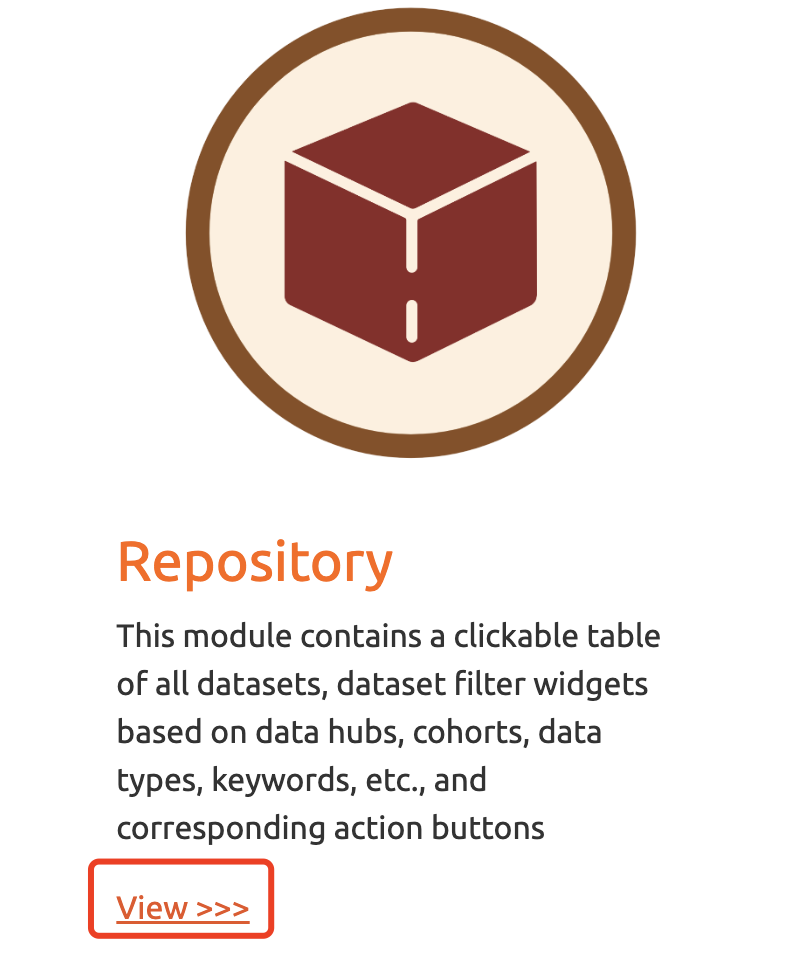 Repository
This module contains a clickable table
of all datasets, dataset filter widgets
based on data hubs, cohorts, data
types, keywords, etc., and
corresponding action buttons
View >>>